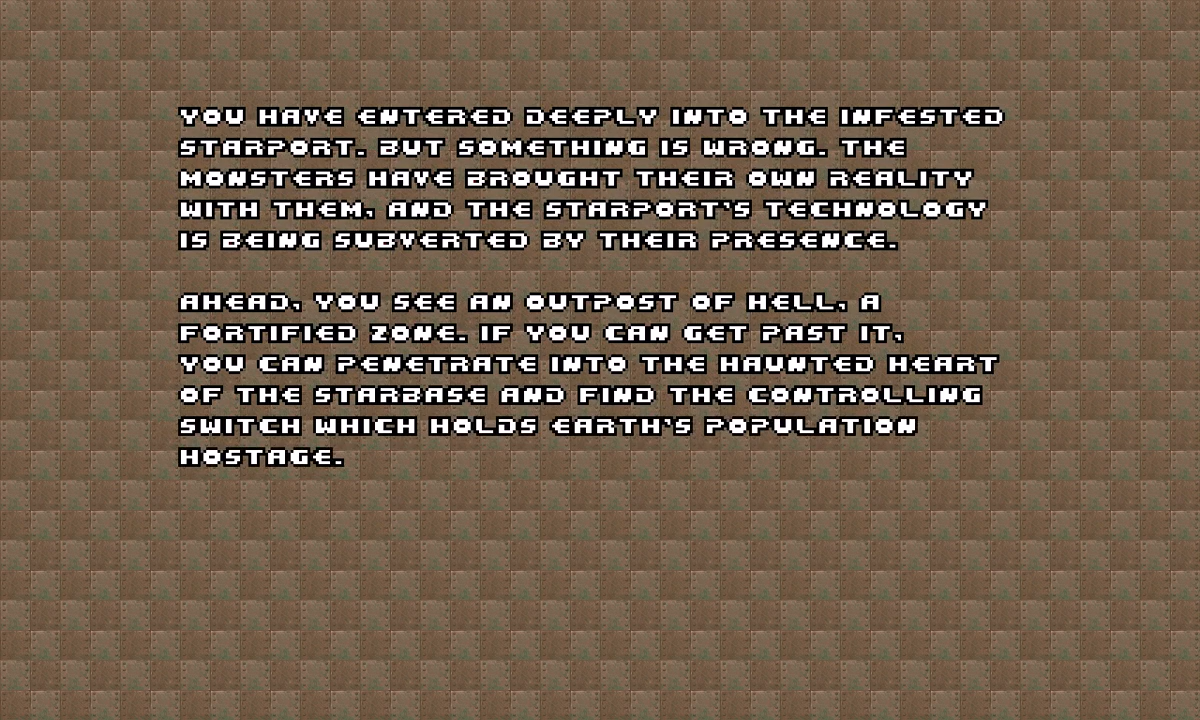 YOU HAVE ENTERED DEEPLY INTO THE INFESTED
STARPORT. BUT SOMETHING IS WRONG. THE
MONSTERS HAVE BROUGHT THEIR OWN REALITY
WITH THEM, AND THE STARPORT'S TECHNOLOGY
IS BEING SUBVERTED BY THEIR PRESENCE.

AHEAD, YOU SEE AN OUTPOST OF HELL, A
FORTIFIED ZONE. IF YOU CAN GET PAST IT,
YOU CAN PENETRATE INTO THE HAUNTED HEART
OF THE STARBASE AND FIND THE CONTROLLING
SWITCH WHICH HOLDS EARTH'S POPULATION
HOSTAGE.